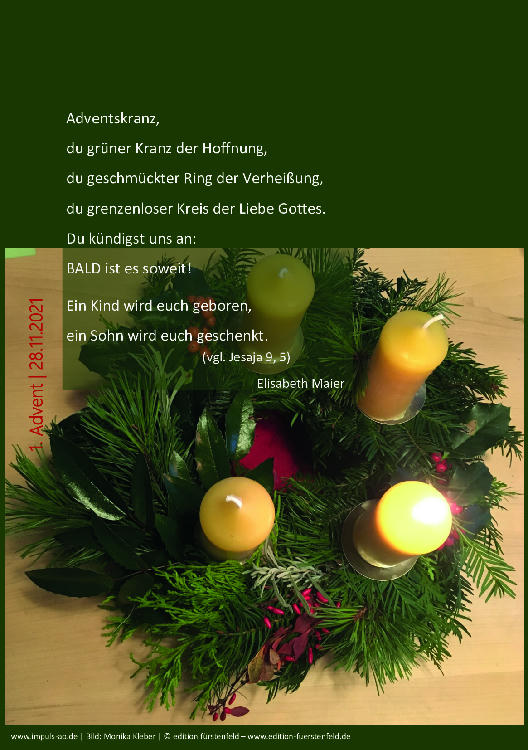 Adventskranz,
du grüner Kranz der Hoffnung,
du geschmückter Ring der Verheißung,
du grenzenloser Kreis der Liebe Gottes.
Du kündigst uns an:
BALD ist es soweit!
Ein Kind wird euch geboren,
ein Sohn wird euch geschenkt.
(vgl. Jesaja 9, 5)
Elisabeth Maier
1. Advent | 28.11.2021
www.impuls-ao.de | Bild: Monika Kleber | © edition fürstenfeld – www.edition-fuerstenfeld.de